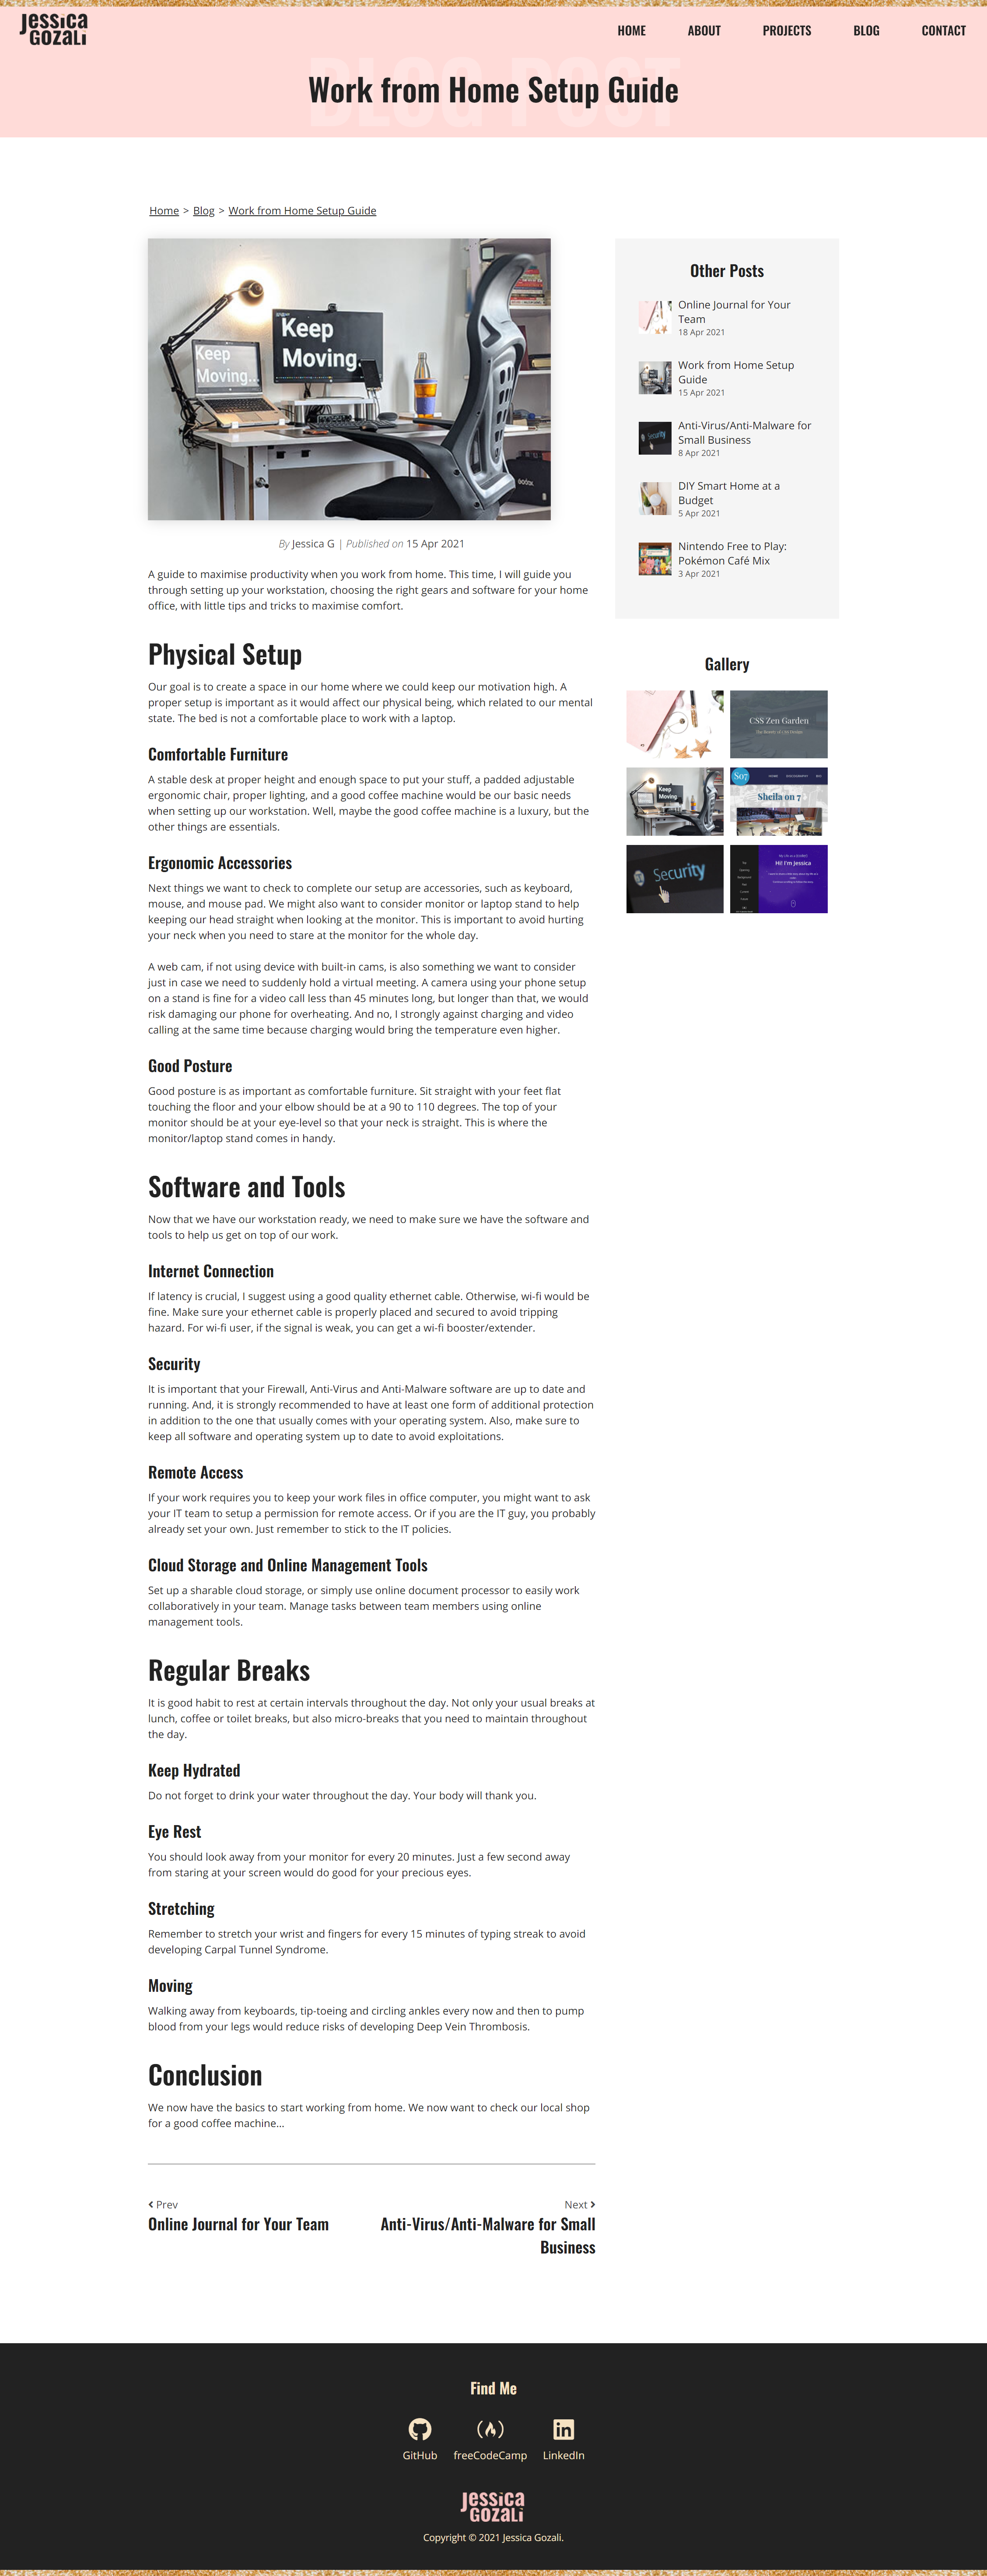 Jessica
Gozali
HOME
ABOUT
PROJECTS
BLOG
CONTACT
BLOG POST
Work from Home Setup Guide
Home > Blog > Work from Home Setup Guide
Keep
Moving...
Keep
Moving.
By Jessica G | Published on 15 Apr 2021
A guide to maximise productivity when you work from home. This time, I will guide you
through setting up your workstation, choosing the right gears and software for your home
office, with little tips and tricks to maximise comfort.
Physical Setup
Our goal is to create a space in our home where we could keep our motivation high. A
proper setup is important as it would affect our physical being, which related to our mental
state. The bed is not a comfortable place to work with a laptop.
Comfortable Furniture
A stable desk at proper height and enough space to put your stuff, a padded adjustable
ergonomic chair, proper lighting, and a good coffee machine would be our basic needs
when setting up our workstation. Well, maybe the good coffee machine is a luxury, but the
other things are essentials.
Ergonomic Accessories
Next things we want to check to complete our setup are accessories, such as keyboard,
mouse, and mouse pad. We might also want to consider monitor or laptop stand to help
keeping our head straight when looking at the monitor. This is important to avoid hurting
your neck when you need to stare at the monitor for the whole day.
A web cam, if not using device with built-in cams, is also something we want to consider
just in case we need to suddenly hold a virtual meeting. A camera using your phone setup
on a stand is fine for a video call less than 45 minutes long, but longer than that, we would
risk damaging our phone for overheating. And no, I strongly against charging and video
calling at the same time because charging would bring the temperature even higher.
Good Posture
Good posture is as important as comfortable furniture. Sit straight with your feet flat
touching the floor and your elbow should be at a 90 to 110 degrees. The top of your
monitor should be at your eye-level so that your neck is straight. This is where the
monitor/laptop stand comes in handy.
Software and Tools
Now that we have our workstation ready, we need to make sure we have the software and
tools to help us get on top of our work.
Internet Connection
If latency is crucial, I suggest using a good quality ethernet cable. Otherwise, wi-fi would be
fine. Make sure your ethernet cable is properly placed and secured to avoid tripping
hazard. For wi-fi user, if the signal is weak, you can get a wi-fi booster/extender.
Security
It is important that your Firewall, Anti-Virus and Anti-Malware software are up to date and
running. And, it is strongly recommended to have at least one form of additional protection
in addition to the one that usually comes with your operating system. Also, make sure to
keep all software and operating system up to date to avoid exploitations.
Remote Access
If your work requires you to keep your work files in office computer, you might want to ask
your IT team to setup a permission for remote access. Or if you are the IT guy, you probably
already set your own. Just remember to stick to the IT policies.
Cloud Storage and Online Management Tools
Set up a sharable cloud storage, or simply use online document processor to easily work
collaboratively in your team. Manage tasks between team members using online
management tools.
Regular Breaks
It is good habit to rest at certain intervals throughout the day. Not only your usual breaks at
lunch, coffee or toilet breaks, but also micro-breaks that you need to maintain throughout
the day.
Keep Hydrated
Do not forget to drink your water throughout the day. Your body will thank you.
Eye Rest
You should look away from your monitor for every 20 minutes. Just a few second away
from staring at your screen would do good for your precious eyes.
Stretching
Remember to stretch your wrist and fingers for every 15 minutes of typing streak to avoid
developing Carpal Tunnel Syndrome.
Moving
Walking away from keyboards, tip-toeing and circling ankles every now and then to pump
blood from your legs would reduce risks of developing Deep Vein Thrombosis.
Conclusion
We now have the basics to start working from home. We now want to check our local shop
for a good coffee machine...
Prev
Online Journal for Your Team
Next
Anti-Virus/Anti-Malware for Small
Business
Other Posts
Online Journal for Your
Team
18 Apr 2021
Work from Home Setup
Guide
15 Apr 2021
Security
Anti-Virus/Anti-Malware for
Small Business
8 Apr 2021
DIY Smart Home at a
Budget
5 Apr 2021
Nintendo Free to Play:
Pokémon Café Mix
3 Apr 2021
Gallery
CSS Zen Garden
The Beauty of CSS Design
Keep
Moving
S07
HOME
DISCOGRAPHY
BIO
Sheila on 7
Security
Hi! I'm Jessica
Find Me
GitHub
freeCodeCamp
LinkedIn
Jessica
Gozali
Copyright © 2021 Jessica Gozali.